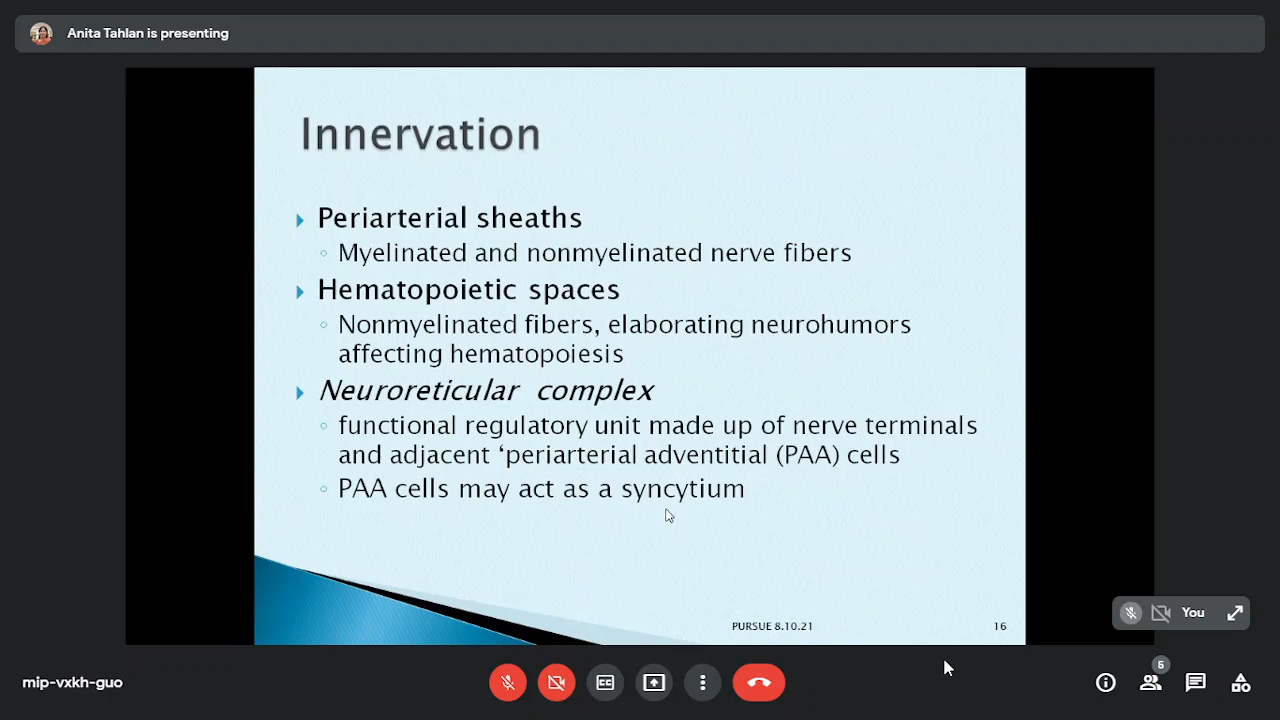 Anita Tahlan is presenting
Innervation
Periarterial sheaths
Myelinated and nonmyelinated nerve fibers
Hematopoietic spaces
Nonmyelinated fibers, elaborating neurohumors
affecting hematopoiesis
Neuroreticular complex
functional regulatory unit made up of nerve terminals
and adjacent ‘periarterial adventitial (PAA) cells
PAA cells may act as a syncytium
PURSUE 8.10.21
16
You
mip-vxkh-guo
CC
5